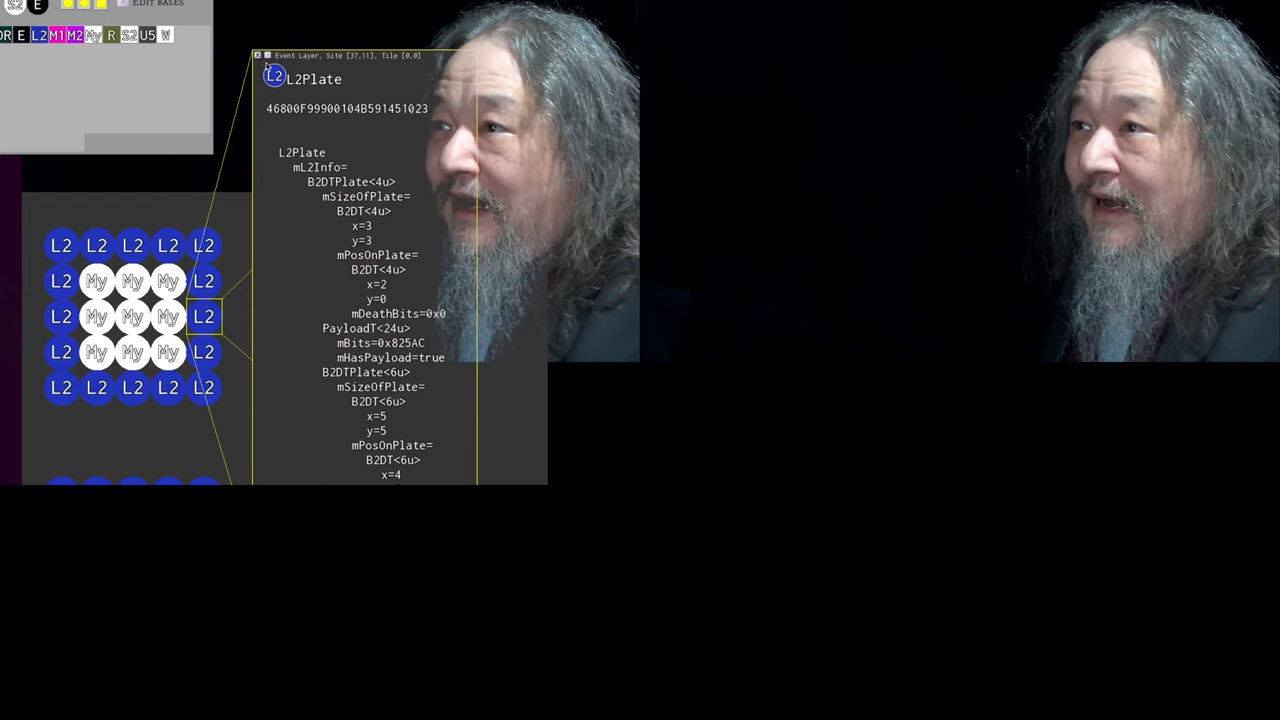 S2 E EDIT BASES
DR E L2 M1 M2 My R S2 U5 W
Event Layer, Site [37,11], Tile [0,0]
L2 L2Plate
46800F99900104B591451023
L2Plate
mL2Info=
B2DTPlate<4u>
mSizeOfPlate=
B2DT<4u>
x=3
y=3
mPosOnPlate=
B2DT<4u>
x=2
y=0
mDeathBits=0x0
PayloadT<24u>
mBits=0x825AC
mHasPayload=true
B2DTPlate<6u>
mSizeOfPlate=
B2DT<6u>
x=5
y=5
mPosOnPlate=
B2DT<6u>
x=4
L2 L2 L2 L2 L2
L2 My My My L2
L2 My My My L2
L2 My My My L2
L2 L2 L2 L2 L2